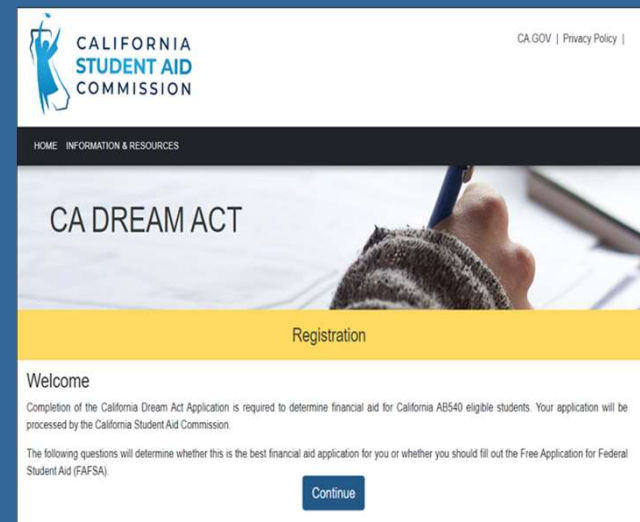 CALIFORNIA
STUDENT AID
COMMISSION
CA.GOV | Privacy Policy |
HOME INFORMATION & RESOURCES
CA DREAM ACT
Registration
Welcome
Completion of the California Dream Act Application is required to determine financial aid for California AB540 eligible students. Your application will be
processed by the California Student Aid Commission.
The following questions will determine whether this is the best financial aid application for you or whether you should fill out the Free Application for Federal
Student Aid (FAFSA).
Continue